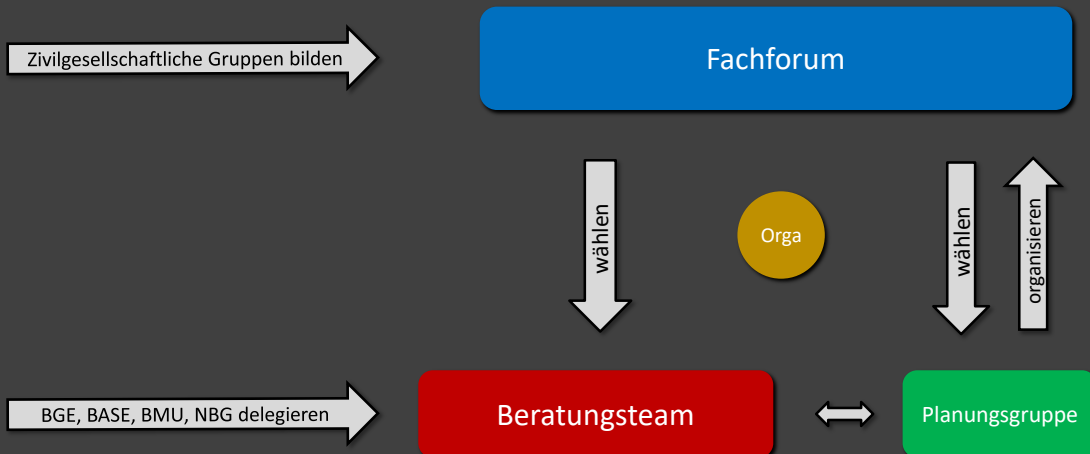 Zivilgesellschaftliche Gruppen bilden
Fachforum
wählen
Orga
wählen
organisieren
BGE, BASE, BMU, NBG delegieren
Beratungsteam
Planungsgruppe